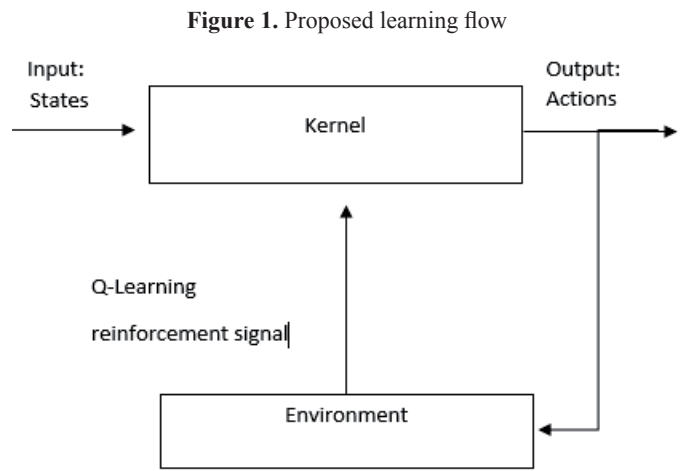 Figure 1. Proposed learning flow
Input:
States
Kernel
Output:
Actions
Q-Learning
reinforcement signal
Environment